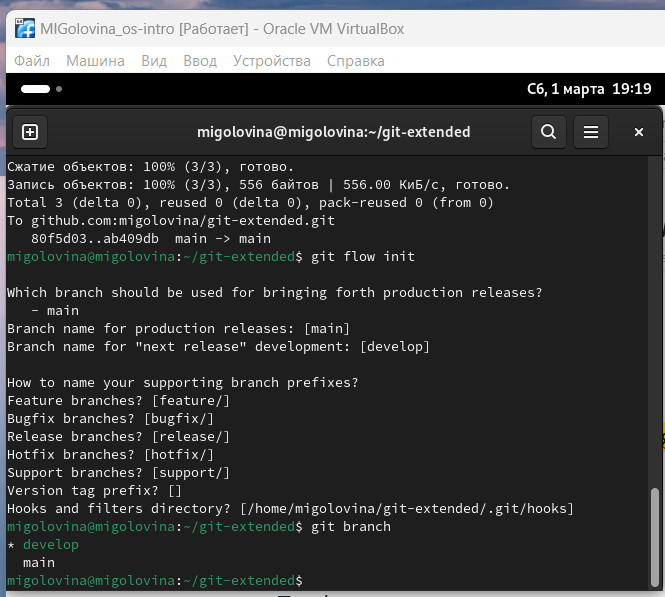 MIGolovina_os-intro [Работает] - Oracle VM VirtualBox
Файл Машина Вид Ввод Устройства Справка
Сб, 1 марта 19:19
migolovina@migolovina:~/git-extended
Сжатие объектов: 100% (3/3), готово.
Запись объектов: 100% (3/3), 556 байтов | 556.00 КиБ/с, готово.
Total 3 (delta 0), reused 0 (delta 0), pack-reused 0 (from 0)
To github.com:migolovina/git-extended.git
   80f5d03..ab409db  main -> main
migolovina@migolovina:~/git-extended$ git flow init
Which branch should be used for bringing forth production releases?
   - main
Branch name for production releases: [main]
Branch name for "next release" development: [develop]
How to name your supporting branch prefixes?
Feature branches? [feature/]
Bugfix branches? [bugfix/]
Release branches? [release/]
Hotfix branches? [hotfix/]
Support branches? [support/]
Version tag prefix? []
Hooks and filters directory? [/home/migolovina/git-extended/.git/hooks]
migolovina@migolovina:~/git-extended$ git branch
* develop
  main
migolovina@migolovina:~/git-extended$